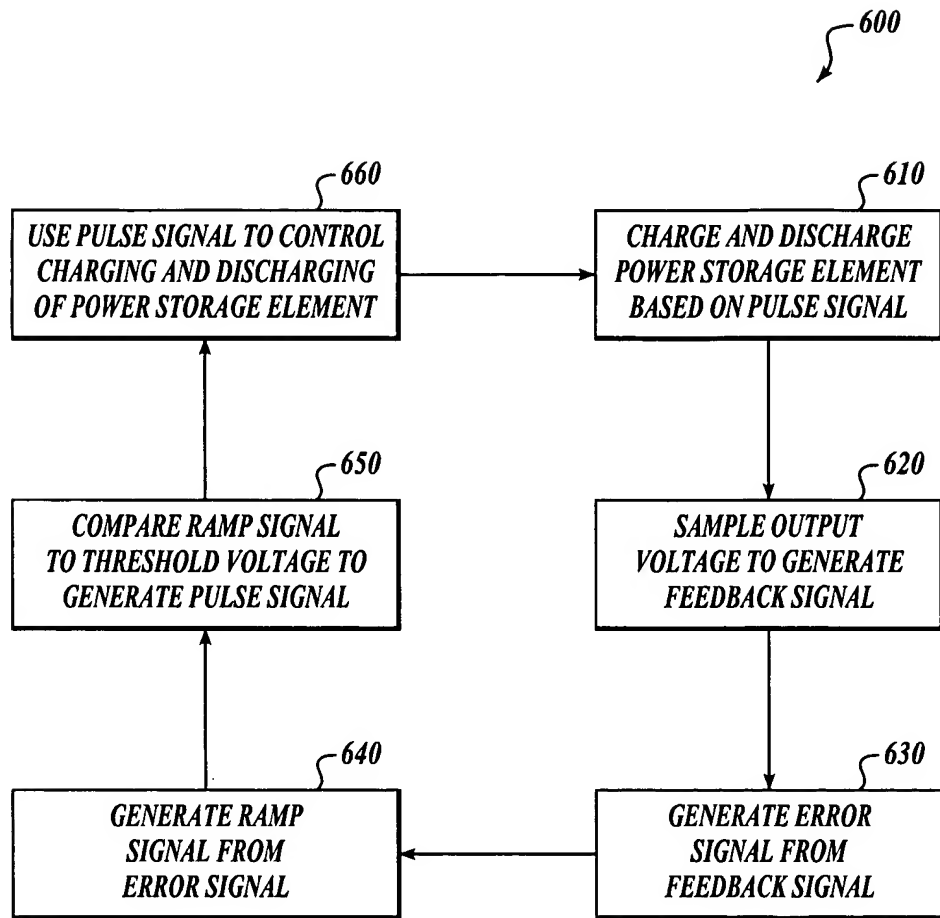 600
660
USE PULSE SIGNAL TO CONTROL
CHARGING AND DISCHARGING
OF POWER STORAGE ELEMENT
610
CHARGE AND DISCHARGE
POWER STORAGE ELEMENT
BASED ON PULSE SIGNAL
650
COMPARE RAMP SIGNAL
TO THRESHOLD VOLTAGE TO
GENERATE PULSE SIGNAL
620
SAMPLE OUTPUT
VOLTAGE TO GENERATE
FEEDBACK SIGNAL
640
GENERATE RAMP
SIGNAL FROM
ERROR SIGNAL
630
GENERATE ERROR
SIGNAL FROM
FEEDBACK SIGNAL